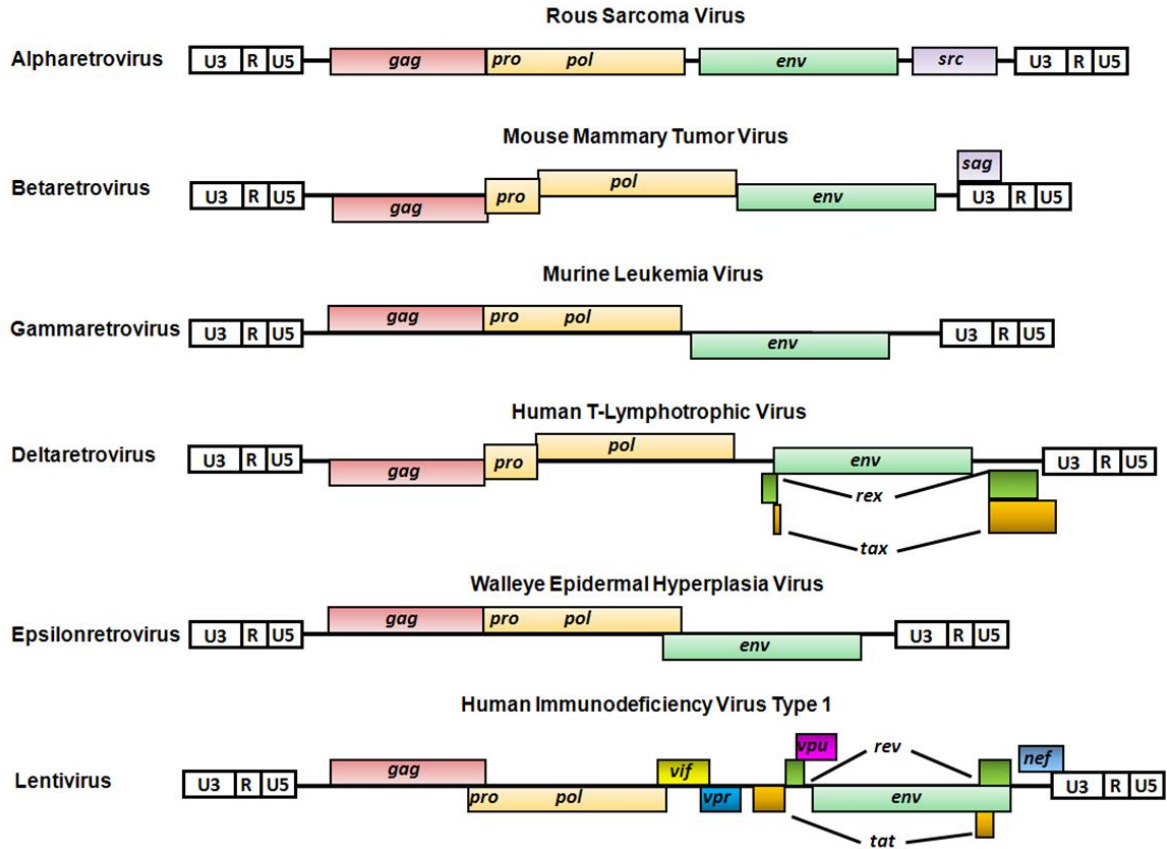 Rous Sarcoma Virus
Alpharetrovirus U3 R U5 gag pro pol env src U3 R U5
Mouse Mammary Tumor Virus
sag
Betaretrovirus U3 R U5 gag pro pol env U3 R U5
Murine Leukemia Virus
Gammaretrovirus U3 R U5 gag pro pol env U3 R U5
Human T-Lymphotrophic Virus
Deltaretrovirus U3 R U5 gag pro pol env U3 R U5
rex
tax
Walleye Epidermal Hyperplasia Virus
Epsilonretrovirus U3 R U5 gag pro pol env U3 R U5
Human Immunodeficiency Virus Type 1
vpu rev nef
Lentivirus U3 R U5 gag pro pol vif vpr env U3 R U5
tat